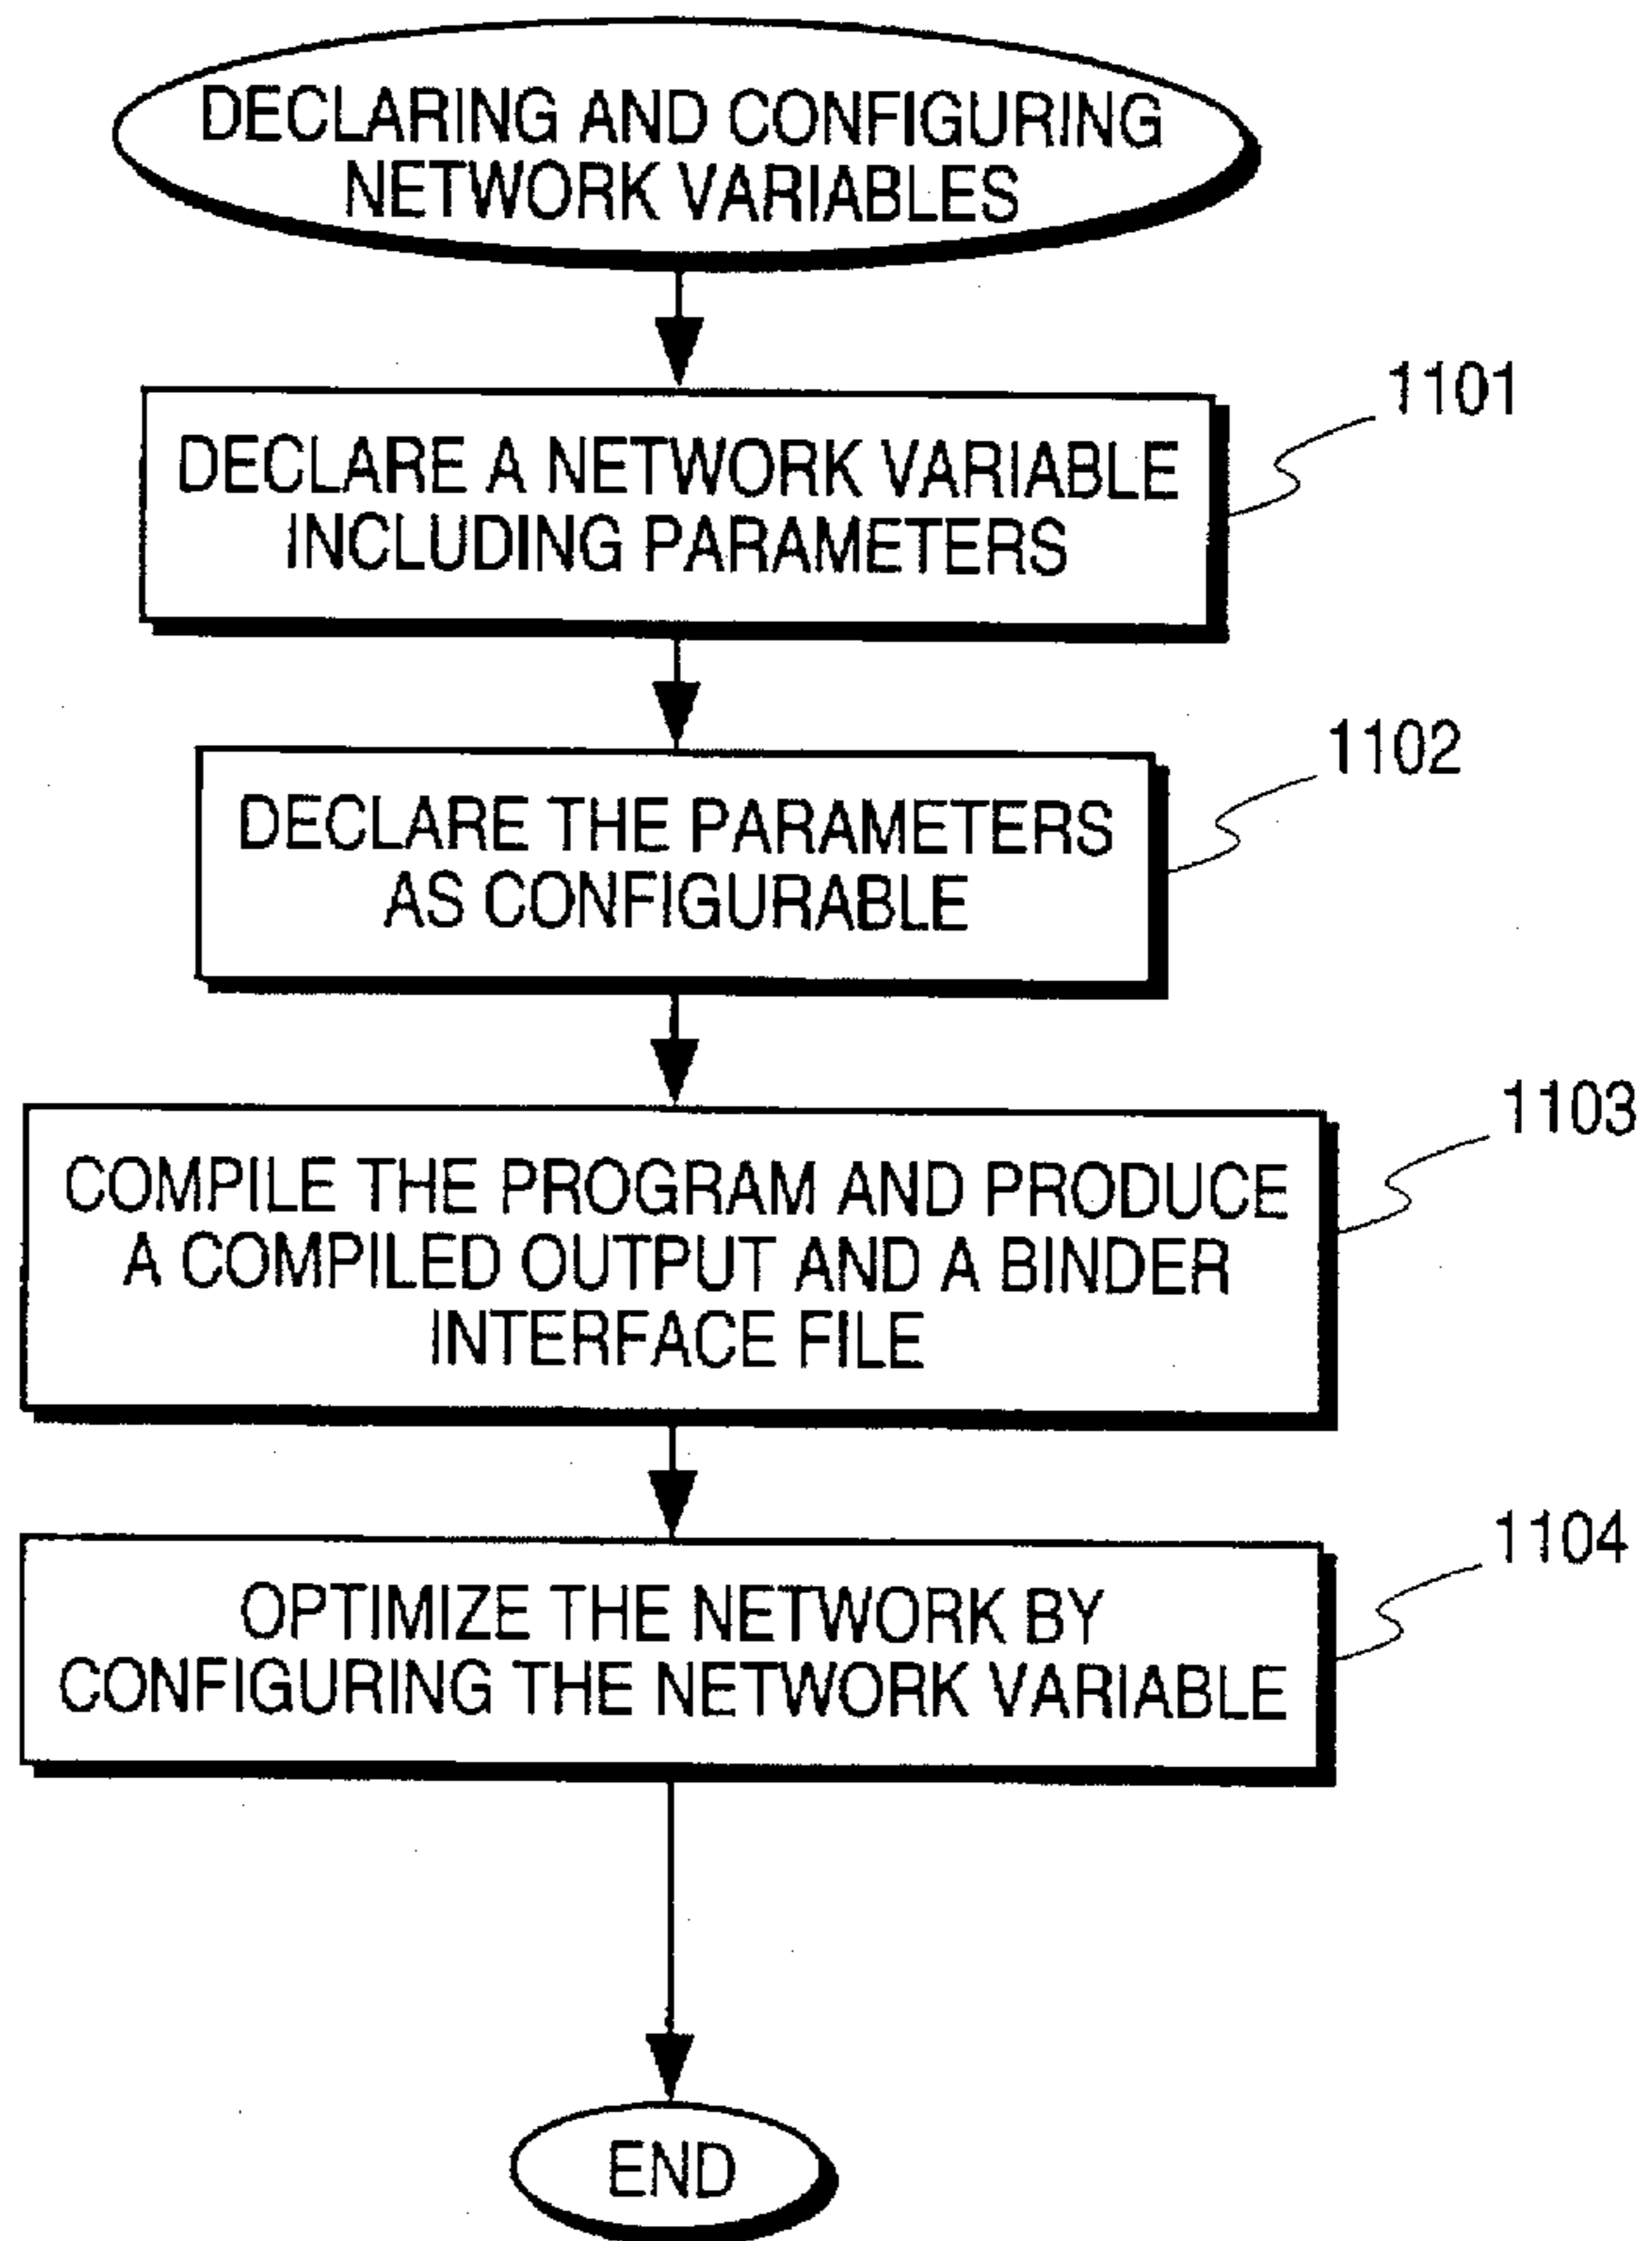 DECLARING AND CONFIGURING
NETWORK VARIABLES
1101
DECLARE A NETWORK VARIABLE
INCLUDING PARAMETERS
1102
DECLARE THE PARAMETERS
AS CONFIGURABLE
1103
COMPILE THE PROGRAM AND PRODUCE
A COMPILED OUTPUT AND A BINDER
INTERFACE FILE
1104
OPTIMIZE THE NETWORK BY
CONFIGURING THE NETWORK VARIABLE
END